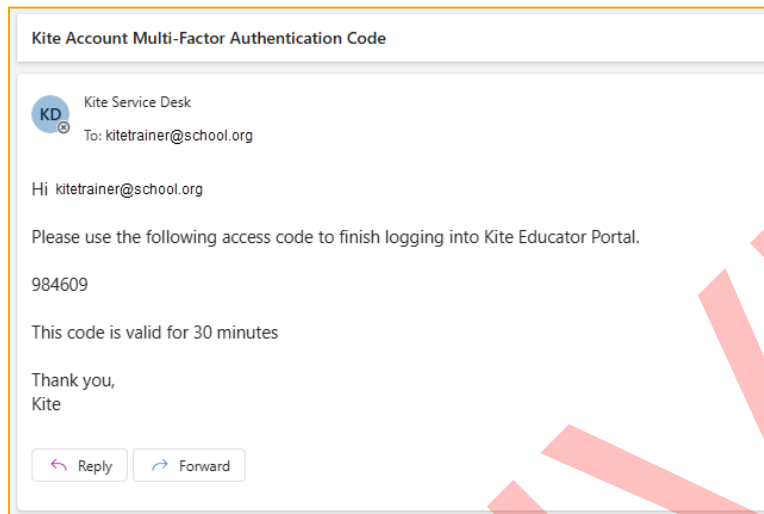 Kite Account Multi-Factor Authentication Code
KD
Kite Service Desk
To: kitetrainer@school.org
Hi kitetrainer@school.org
Please use the following access code to finish logging into Kite Educator Portal.
984609
This code is valid for 30 minutes
Thank you,
Kite
Reply Forward